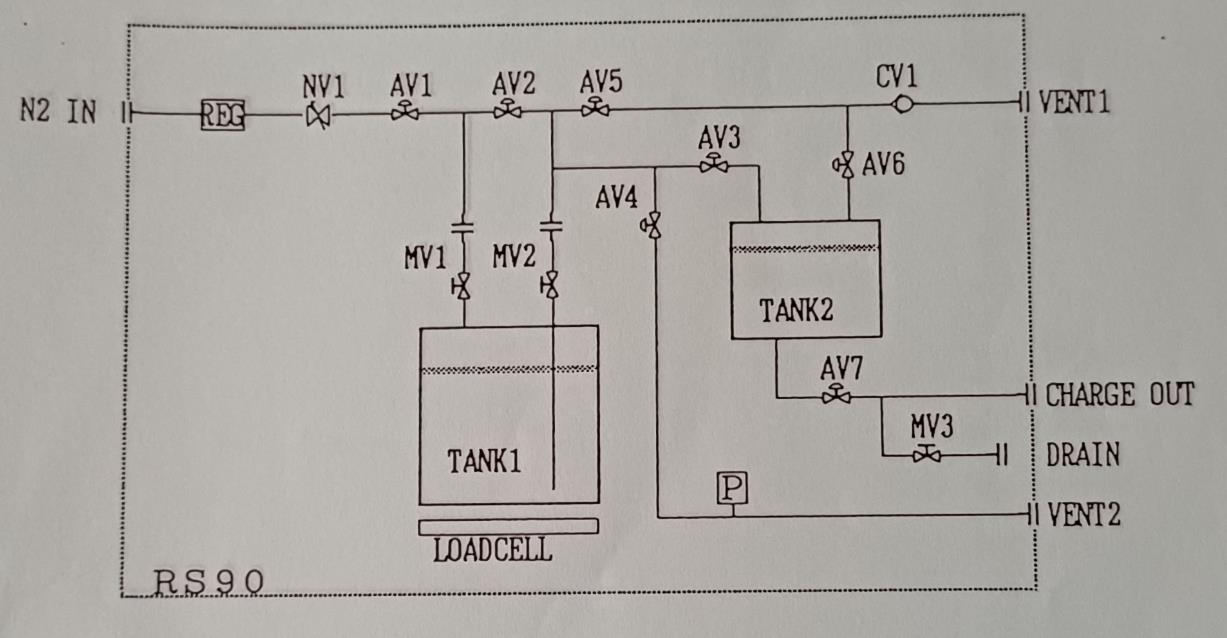 NV1 AV1 AV2 AV5 CV1
N2 IN REG VENT1
AV3
AV6
AV4
MV1 MV2
TANK2
AV7
CHARGE OUT
MV3
TANK1 DRAIN
P
VENT2
LOADCELL
RS90